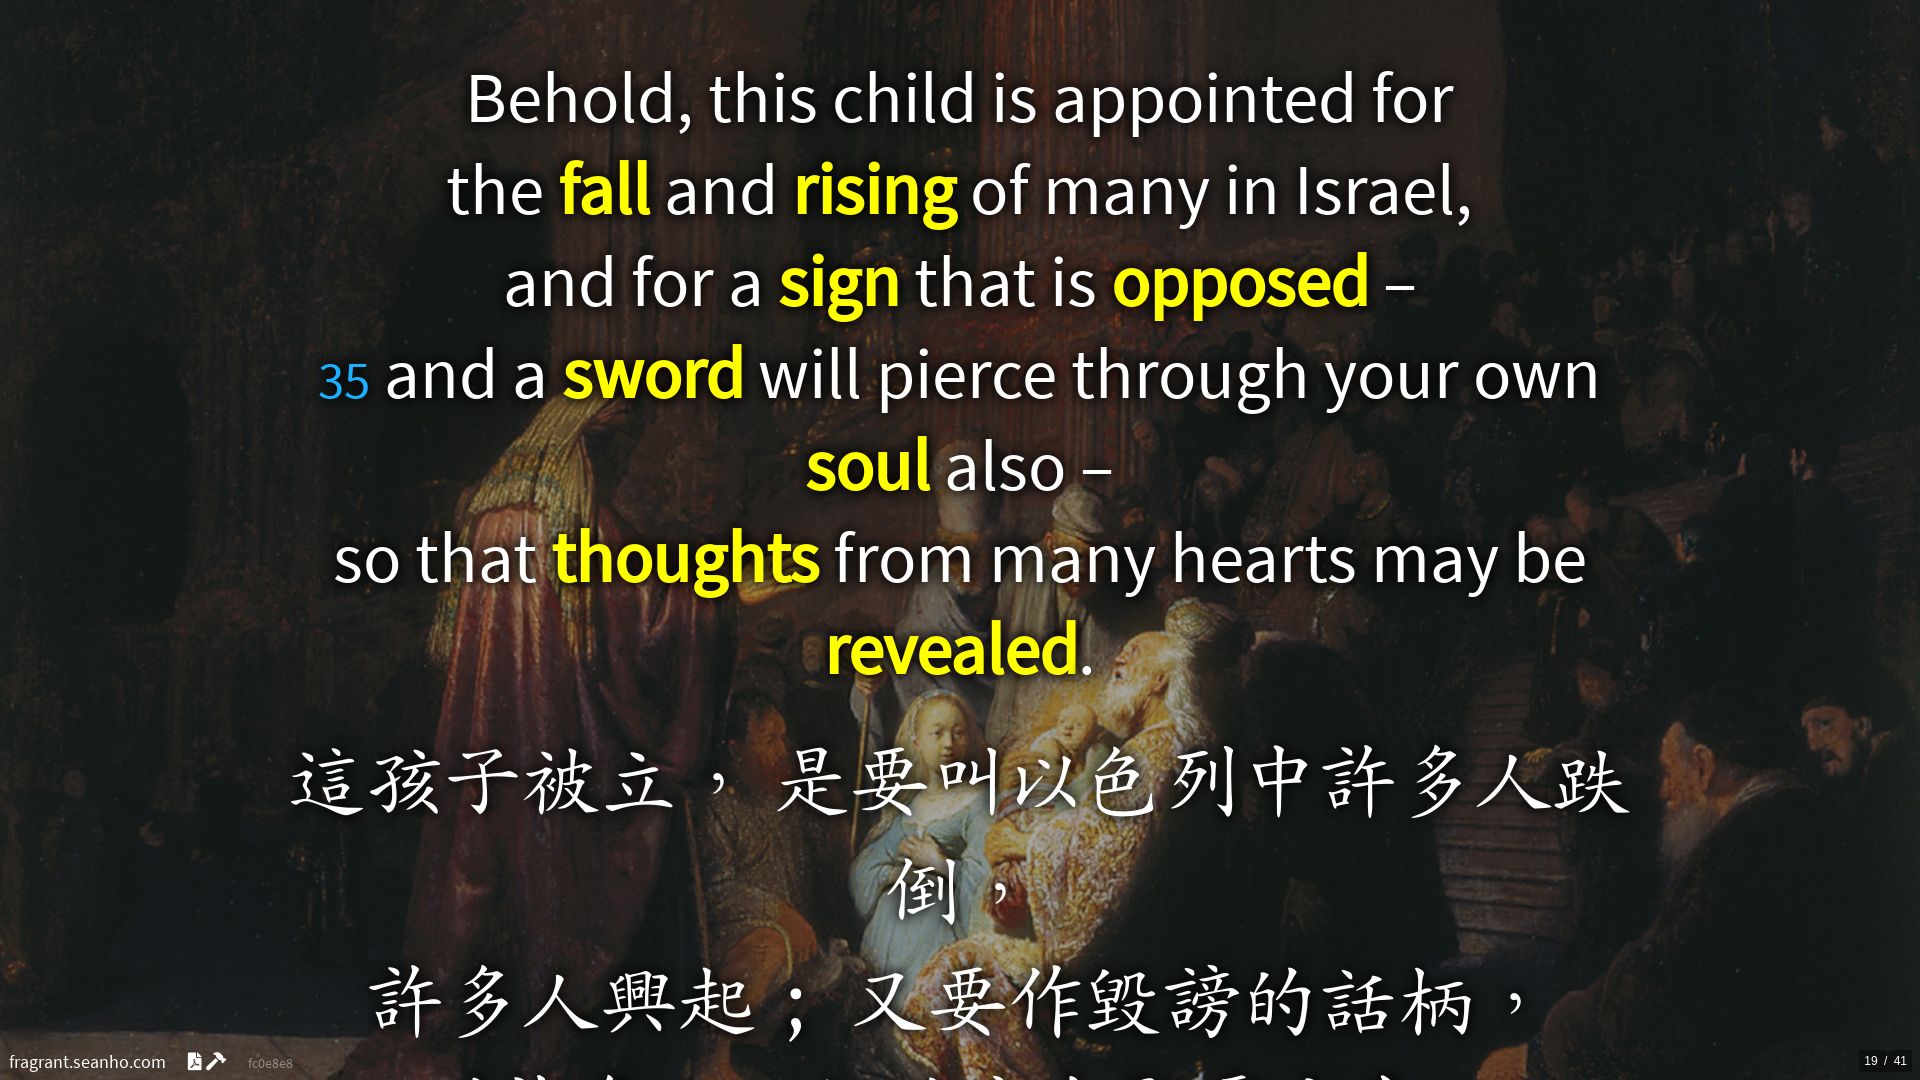 Behold, this child is appointed for
the fall and rising of many in Israel,
and for a sign that is opposed –
35 and a sword will pierce through your own
soul also –
so that thoughts from many hearts may be
revealed.
這孩子被立，是要叫以色列中許多人跌
倒，
許多人興起；又要作毀謗的話柄，
fragrant.seanho.com fc0e8e8
19 / 41